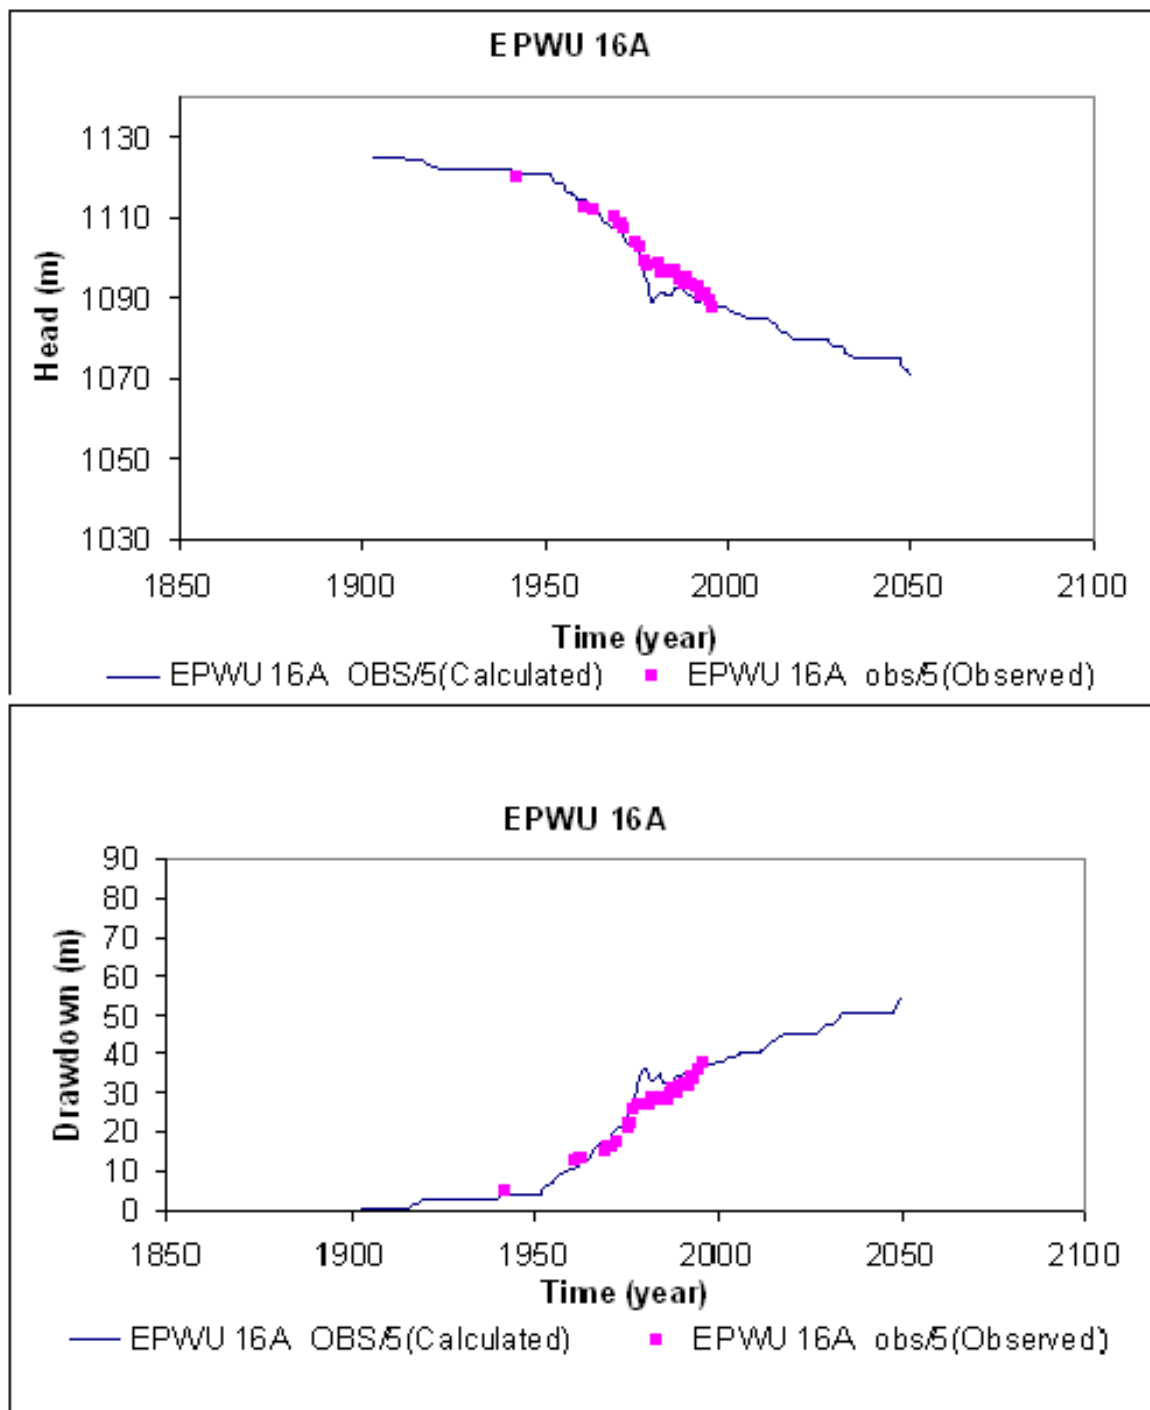 EPWU 16A
1130
1110
1090
1070
1050
1030
Head (m)
1850 1900 1950 2000 2050 2100
Time (year)
EPWU 16A OBS/5(Calculated) EPWU 16A obs/5(Observed)
EPWU 16A
90
80
70
60
50
40
30
20
10
0
Drawdown (m)
1850 1900 1950 2000 2050 2100
Time (year)
EPWU 16A OBS/5(Calculated) EPWU 16A obs/5(Observed)